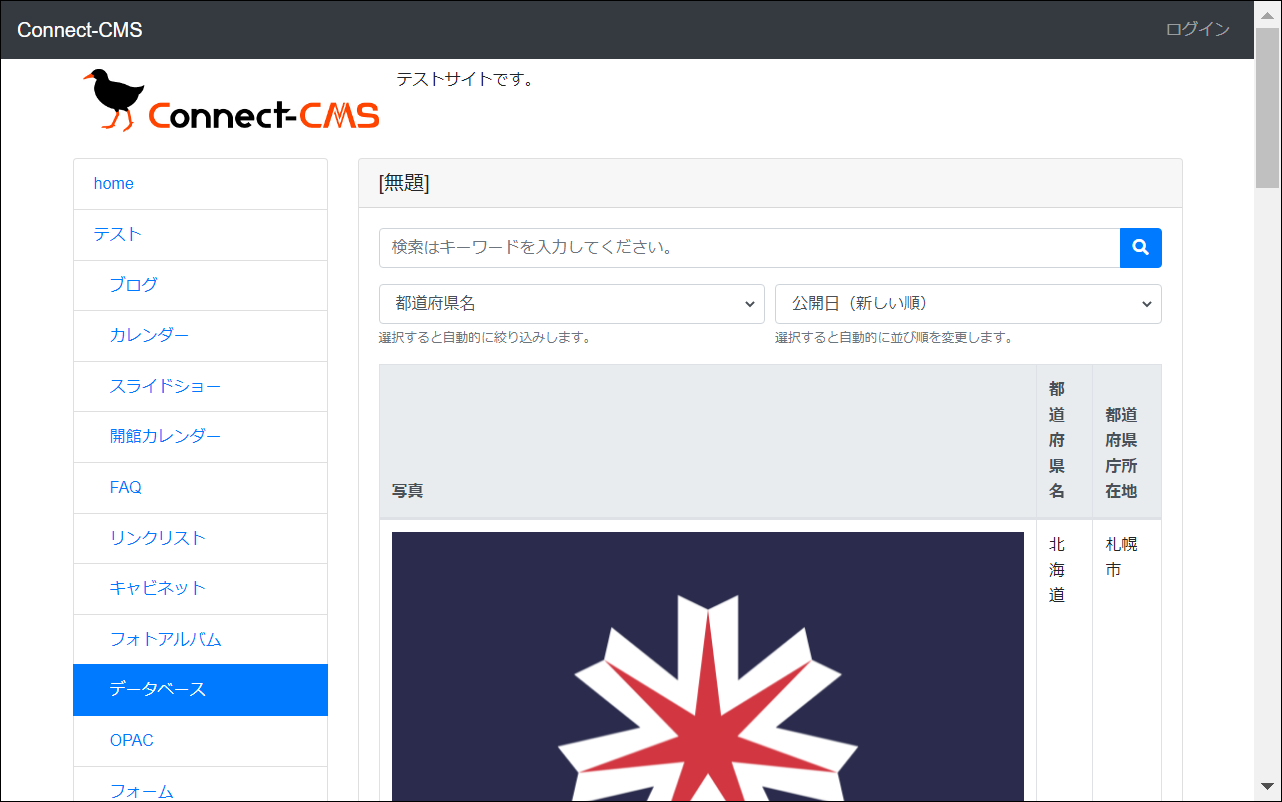 Connect-CMS
ログイン
Connect-CMS
テストサイトです。
home
テスト
ブログ
カレンダー
スライドショー
開館カレンダー
FAQ
リンクリスト
キャビネット
フォトアルバム
データベース
OPAC
フォーム
[無題]
検索はキーワードを入力してください。
都道府県名
公開日（新しい順）
選択すると自動的に絞り込みします。
選択すると自動的に並び順を変更します。
写真
都
道
府
県
名
都道
府県
庁所
在地
北
海
道
札幌
市